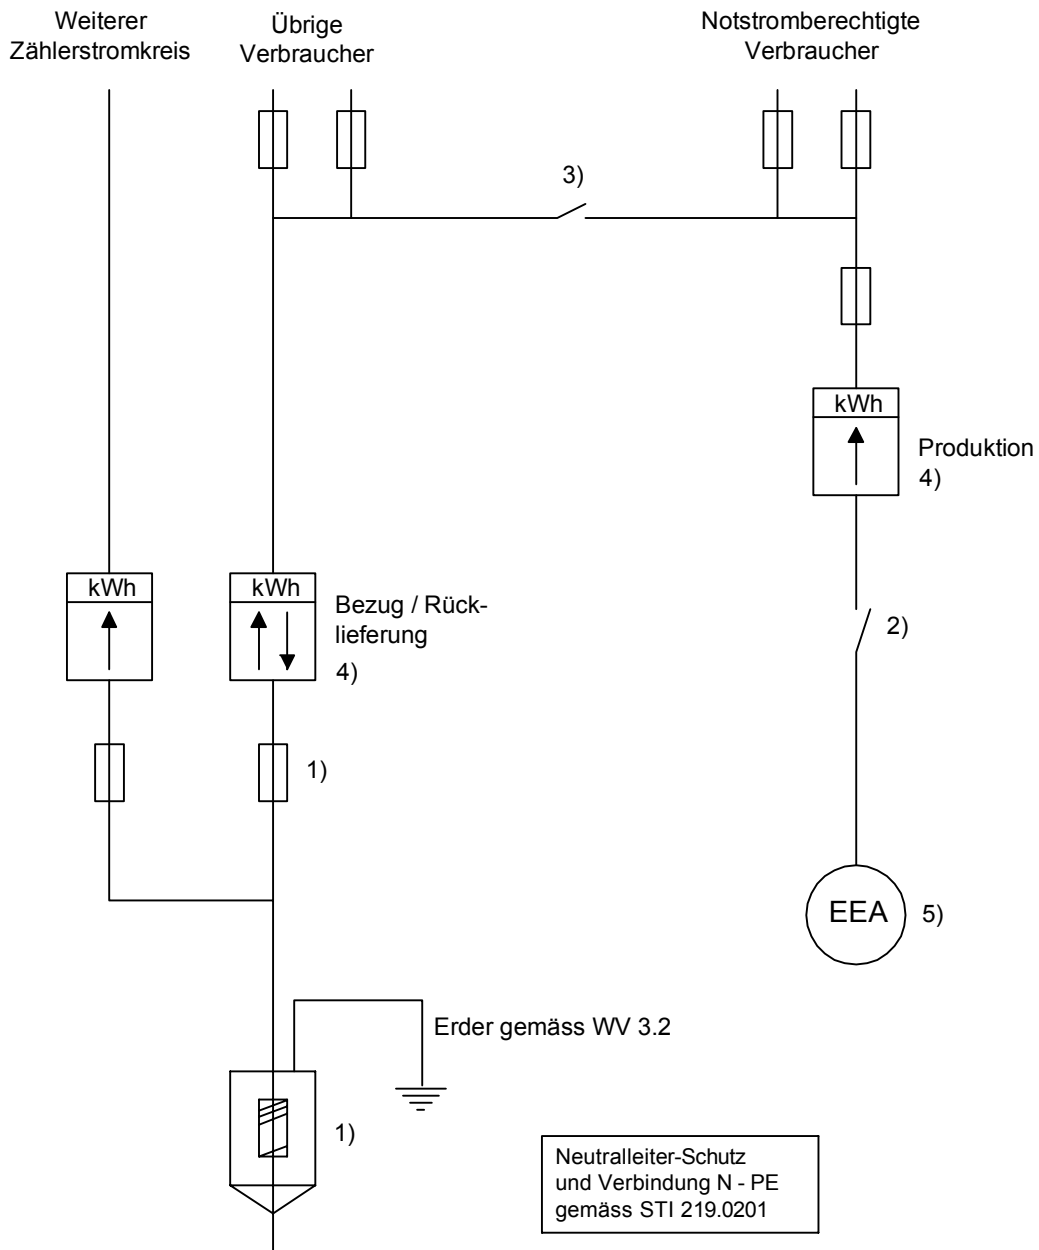 Weiterer
Zählerstromkreis
Übrige
Verbraucher
Notstromberechtigte
Verbraucher
3)
kWh
Produktion
4)
kWh
kWh
Bezug / Rück-
lieferung
4)
2)
1)
EEA
5)
Erder gemäss WV 3.2
1)
Neutralleiter-Schutz
und Verbindung N - PE
gemäss STI 219.0201